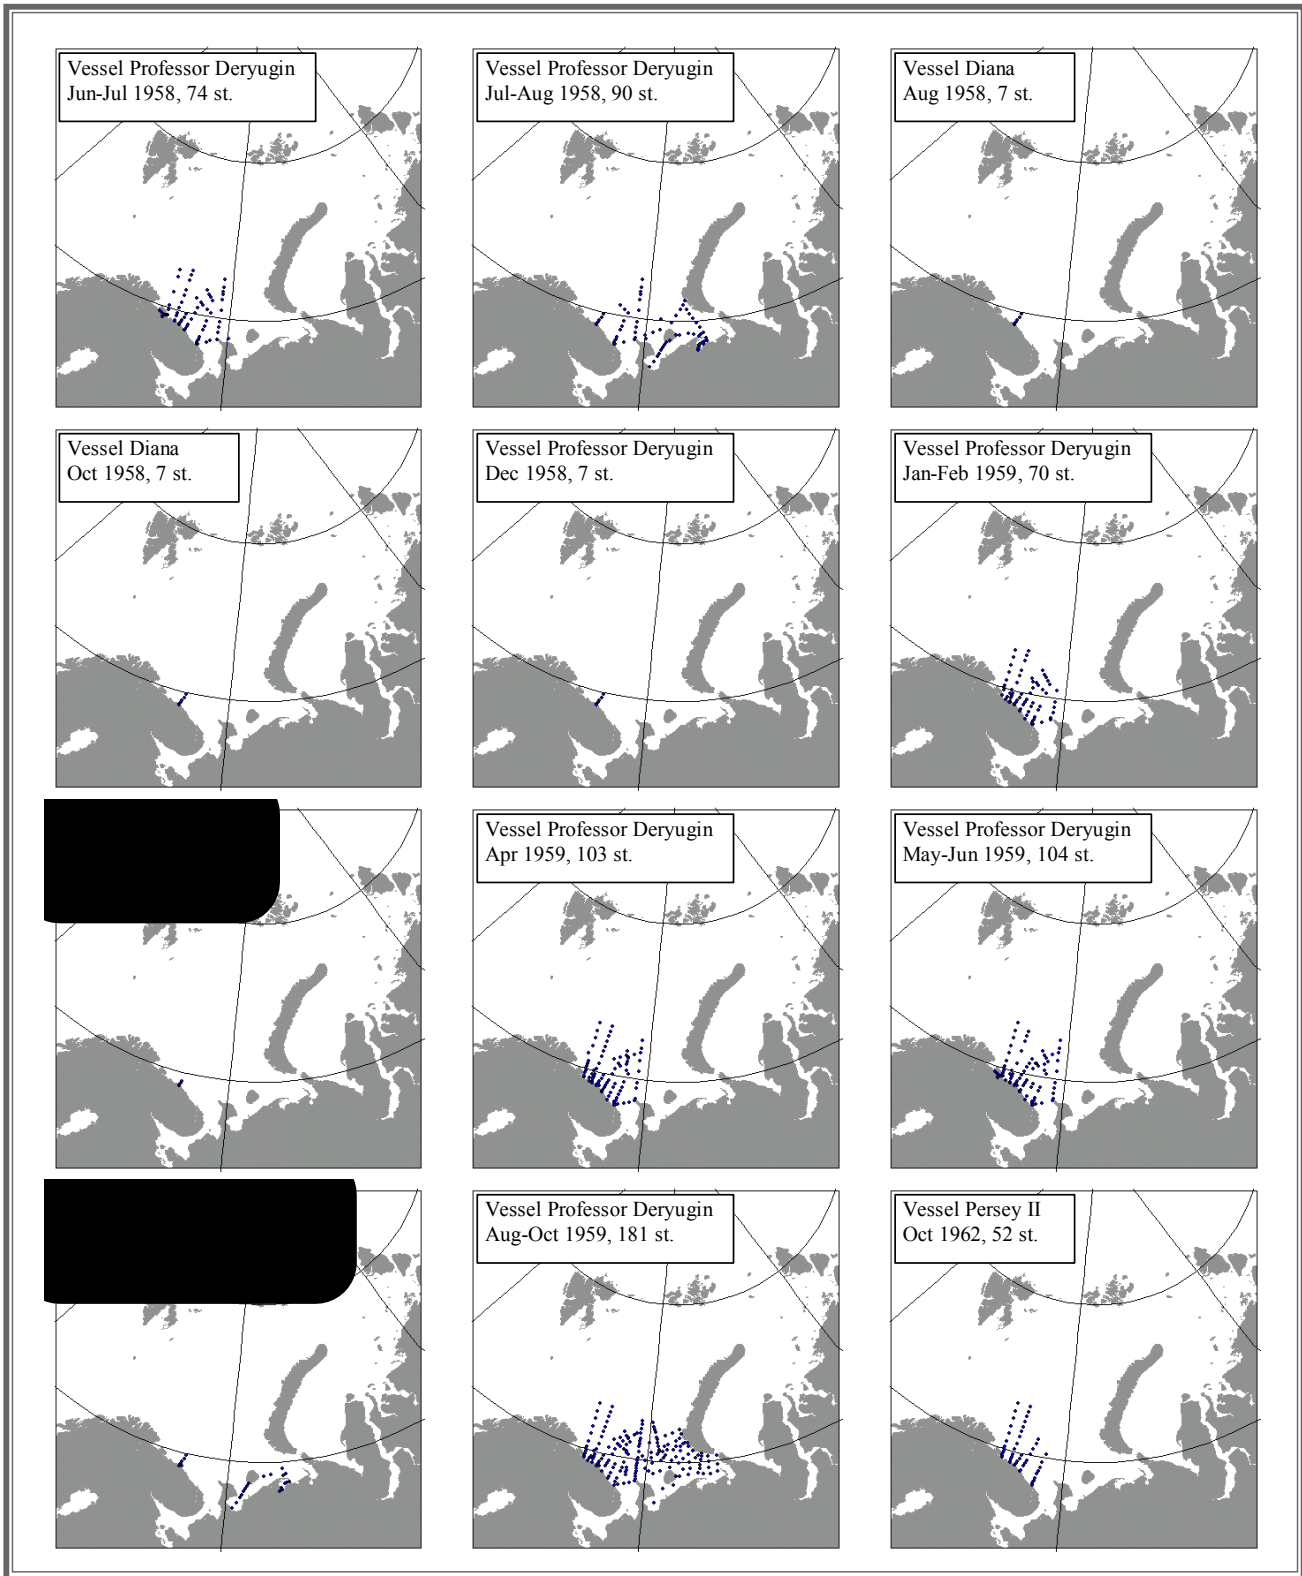 Vessel Professor Deryugin
Jun-Jul 1958, 74 st.
Vessel Professor Deryugin
Jul-Aug 1958, 90 st.
Vessel Diana
Aug 1958, 7 st.
Vessel Diana
Oct 1958, 7 st.
Vessel Professor Deryugin
Dec 1958, 7 st.
Vessel Professor Deryugin
Jan-Feb 1959, 70 st.
Vessel Professor Deryugin
Apr 1959, 103 st.
Vessel Professor Deryugin
May-Jun 1959, 104 st.
Vessel Professor Deryugin
Aug-Oct 1959, 181 st.
Vessel Persey II
Oct 1962, 52 st.